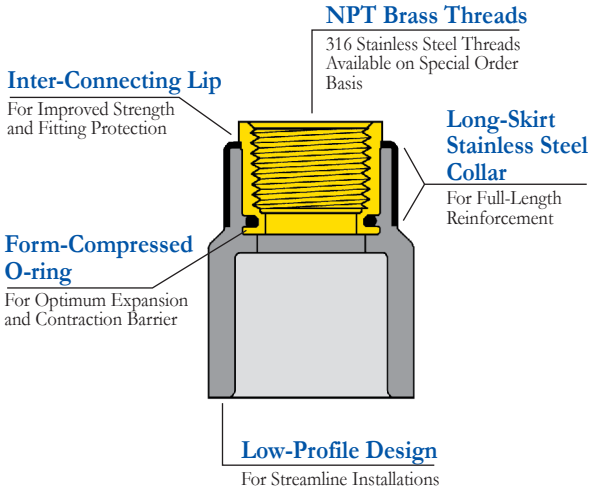 NPT Brass Threads
316 Stainless Steel Threads
Available on Special Order
Basis
Inter-Connecting Lip
For Improved Strength
and Fitting Protection
Long-Skirt
Stainless Steel
Collar
For Full-Length
Reinforcement
Form-Compressed
O-ring
For Optimum Expansion
and Contraction Barrier
Low-Profile Design
For Streamline Installations